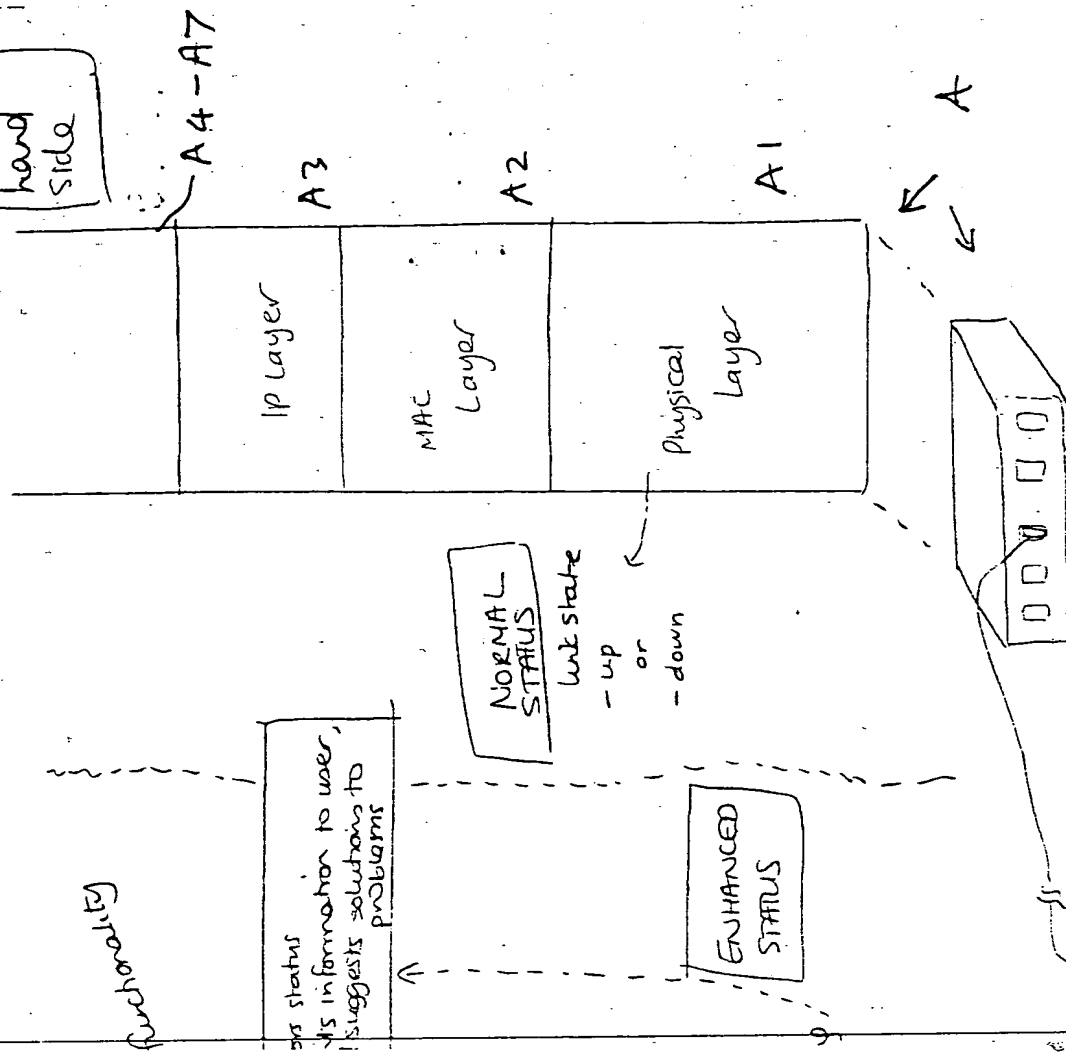 hand
side
A4-A7
IP Layer
A3
MAC
Layer
A2
Physical
Layer
A1
A
NORMAL
STATUS
link state
- up
or
- down
functionality
status
information to user,
suggests solutions to
problems
ENHANCED
STATUS